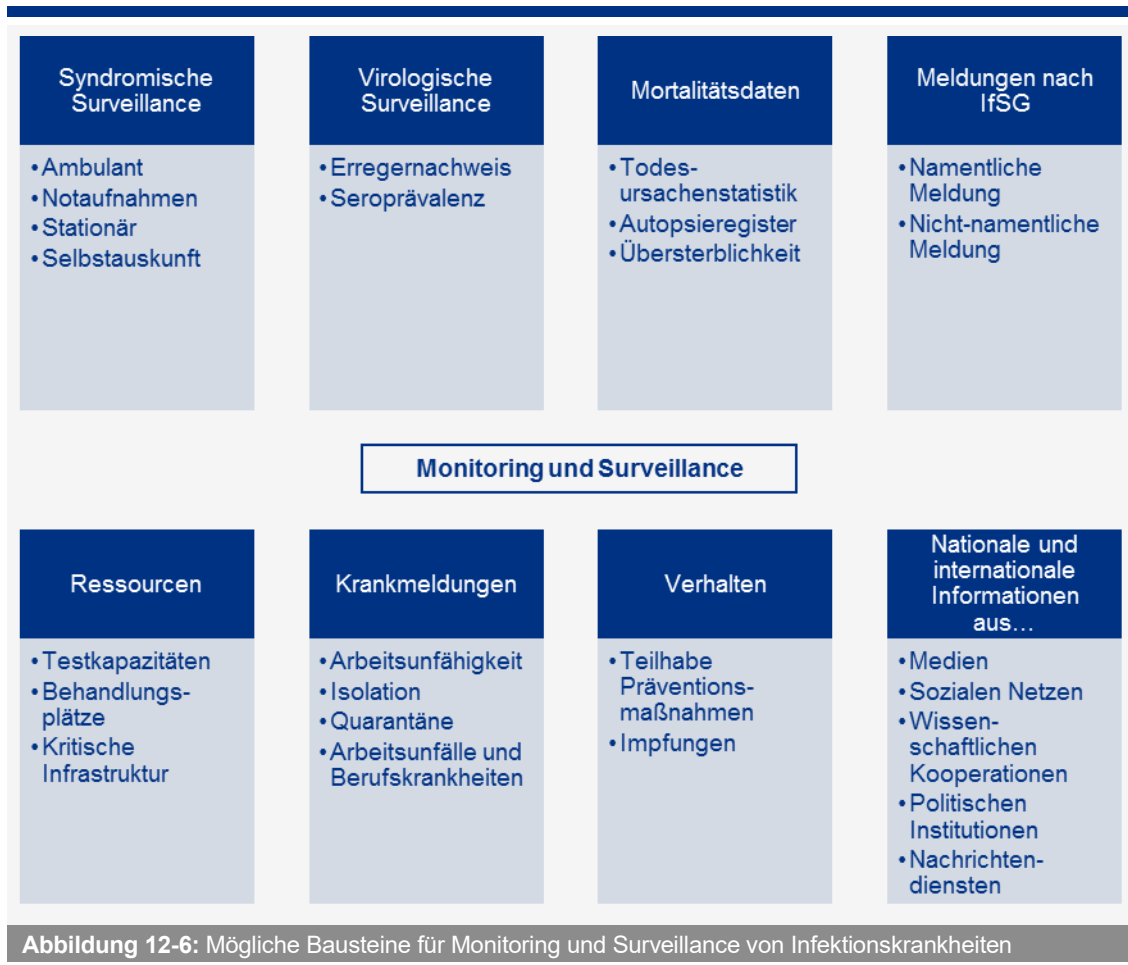 Syndromische
Surveillance
•Ambulant
•Notaufnahmen
•Stationär
•Selbstauskunft
Virologische
Surveillance
•Erregernachweis
•Seroprävalenz
Mortalitätsdaten
•Todes-
ursachenstatistik
•Autopsieregister
•Übersterblichkeit
Meldungen nach
IfSG
•Namentliche
Meldung
•Nicht-namentliche
Meldung
Monitoring und Surveillance
Ressourcen
•Testkapazitäten
•Behandlungs-
plätze
•Kritische
Infrastruktur
Krankmeldungen
•Arbeitsunfähigkeit
•Isolation
•Quarantäne
•Arbeitsunfälle und
Berufskrankheiten
Verhalten
•Teilhabe
Präventions-
maßnahmen
•Impfungen
Nationale und
internationale
Informationen
aus…
•Medien
•Sozialen Netzen
•Wissen-
schaftlichen
Kooperationen
•Politischen
Institutionen
•Nachrichten-
diensten
Abbildung 12-6: Mögliche Bausteine für Monitoring und Surveillance von Infektionskrankheiten